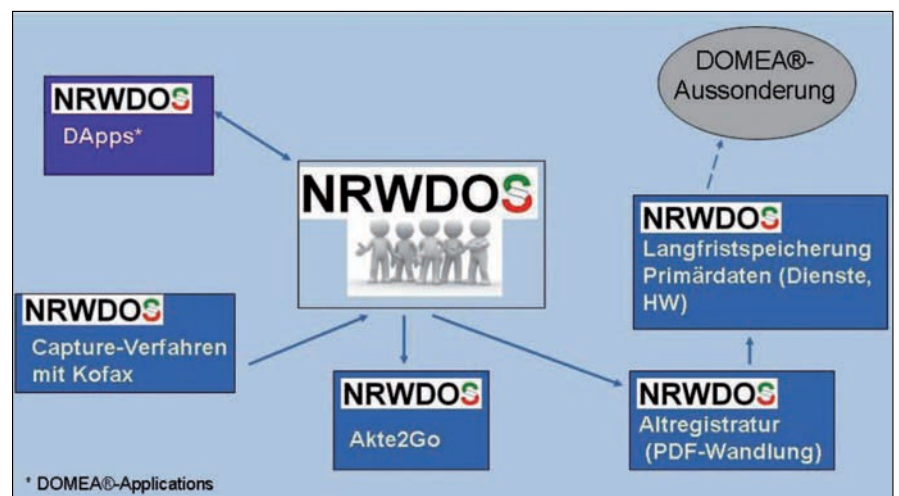 NRWDOS
DApps*
DOMEA®-
Aussonderung
NRWDOS
NRWDOS
Langfristspeicherung
Primärdaten (Dienste,
HW)
NRWDOS
Capture-Verfahren
mit Kofax
NRWDOS
Akte2Go
NRWDOS
Altregistratur
(PDF-Wandlung)
* DOMEA®-Applications